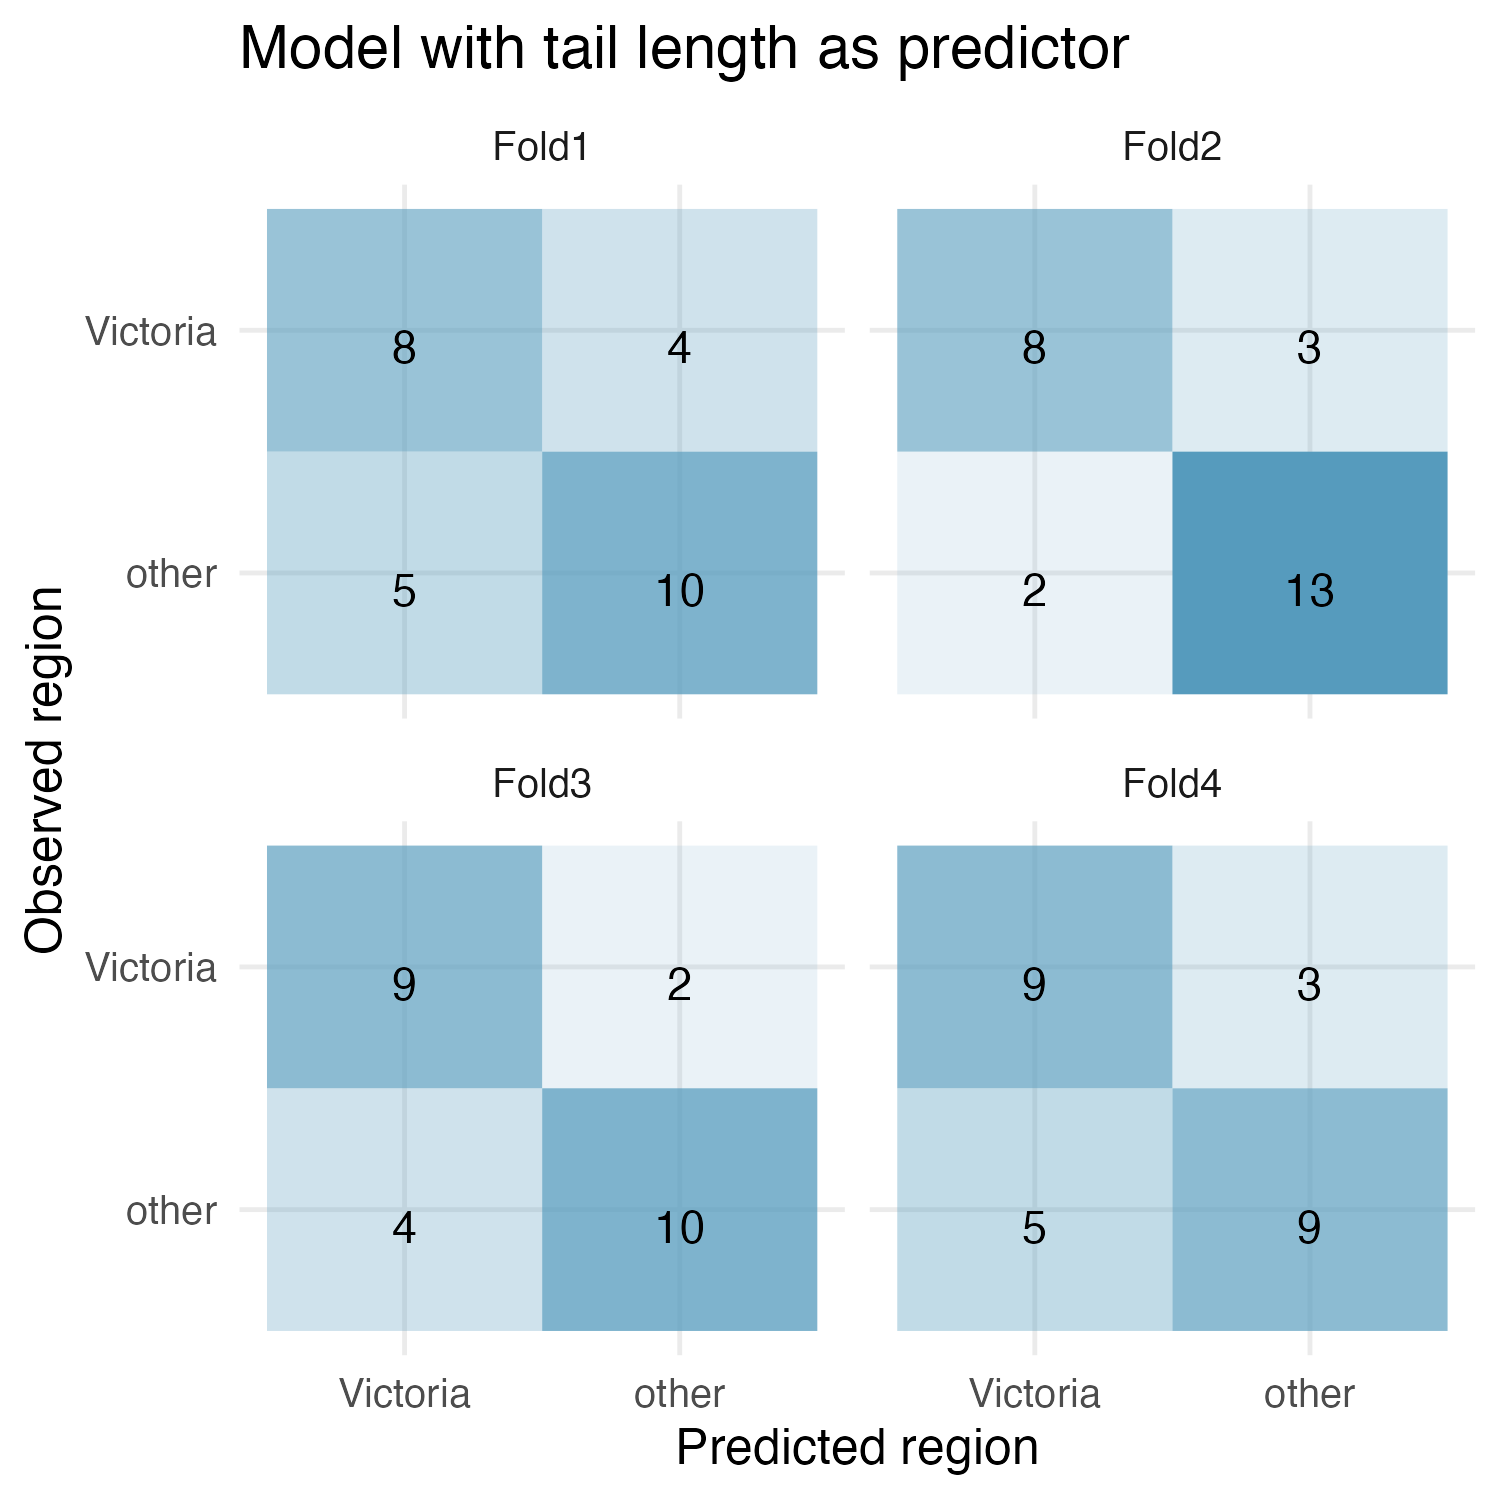 Model with tail length as predictor
Fold1
Fold2
Victoria
8
4
8
3
other
5
10
2
13
Observed region
Fold3
Fold4
Victoria
9
2
9
3
other
4
10
5
9
Victoria
other
Victoria
other
Predicted region